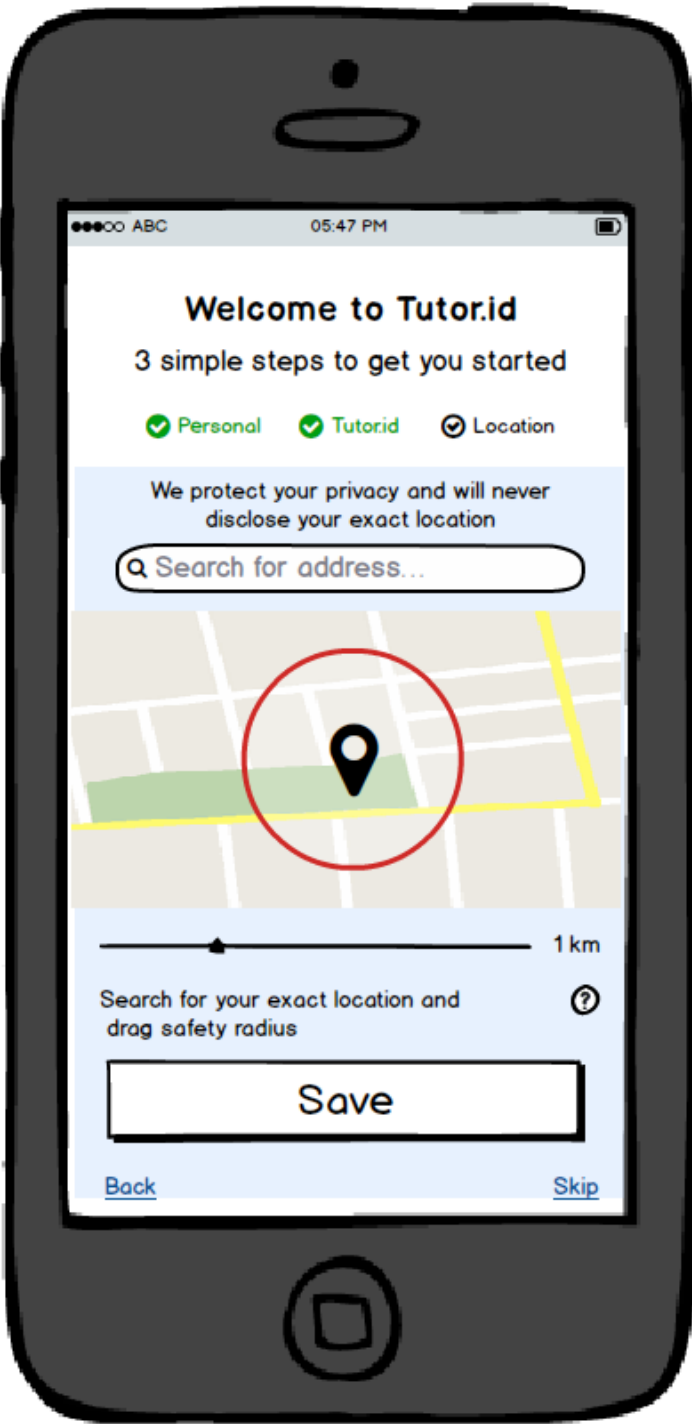 ABC 05:47 PM
Welcome to Tutor.id
3 simple steps to get you started
Personal Tutor.id Location
We protect your privacy and will never
disclose your exact location
Search for address...
1 km
Search for your exact location and
drag safety radius
?
Save
Back Skip